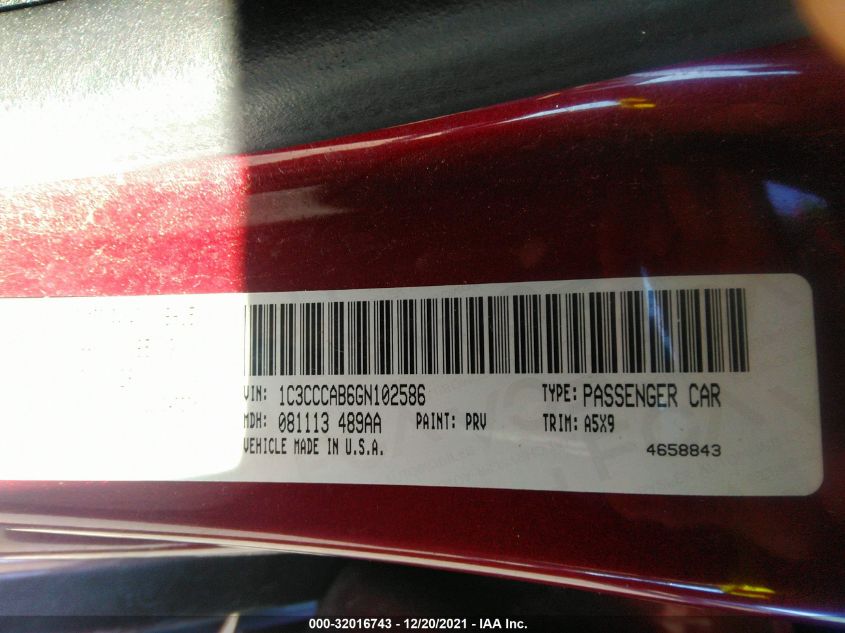 VIN: 1C3CCCAB6GN102586 TYPE: PASSENGER CAR
MDH: 081113 489AA PAINT: PRV TRIM: A5X9
VEHICLE MADE IN U.S.A. 4658843
000-32016743 - 12/20/2021 - IAA Inc.